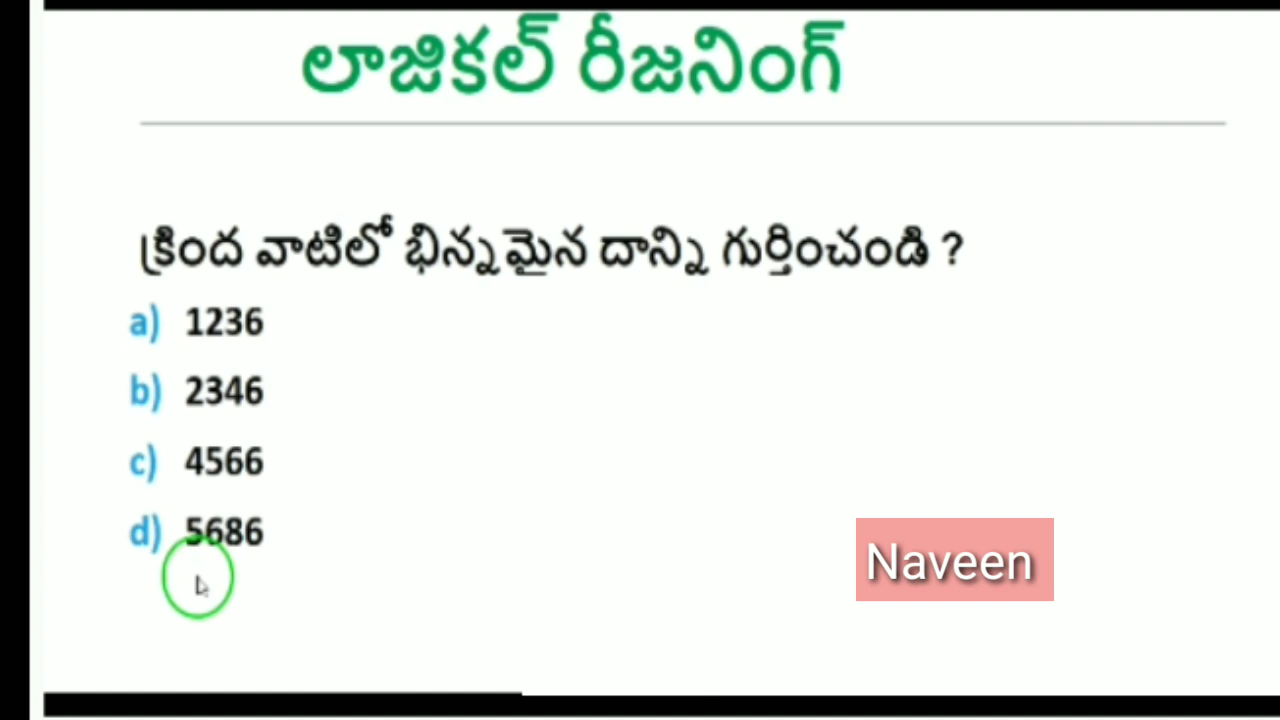 లాజికల్ రీజనింగ్
క్రింద వాటిలో భిన్నమైన దాన్ని గుర్తించండి ?
a) 1236
b) 2346
c) 4566
d) 5686
Naveen